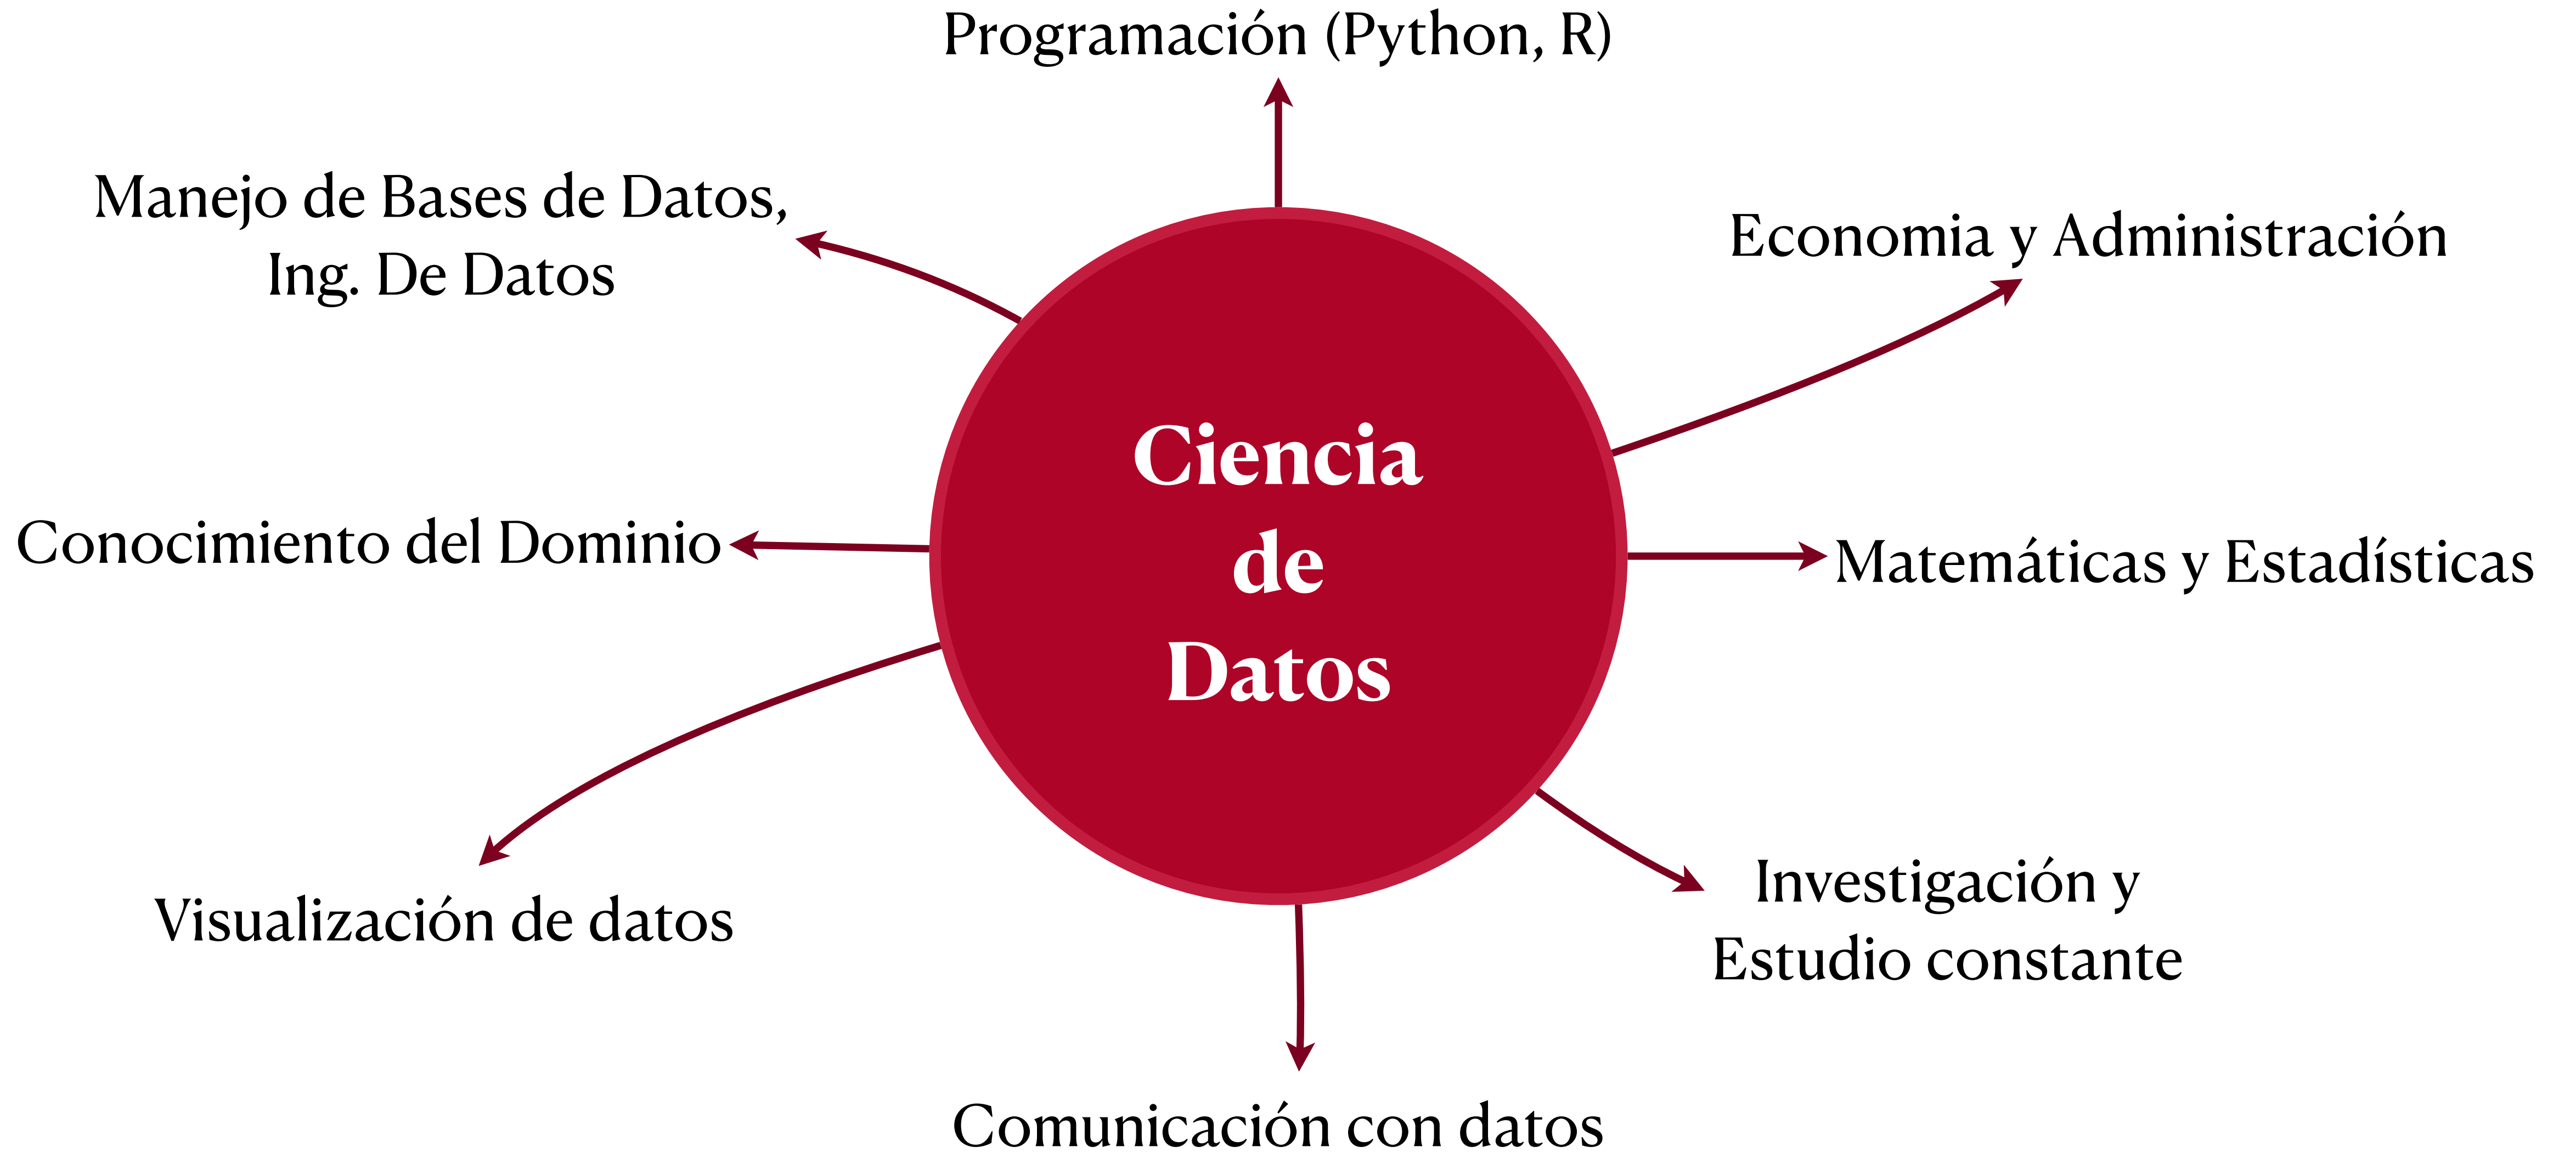 Programación (Python, R)
Manejo de Bases de Datos,
Ing. De Datos
Economia y Administración
Ciencia
de
Datos
Conocimiento del Dominio
Matemáticas y Estadísticas
Visualización de datos
Investigación y
Estudio constante
Comunicación con datos